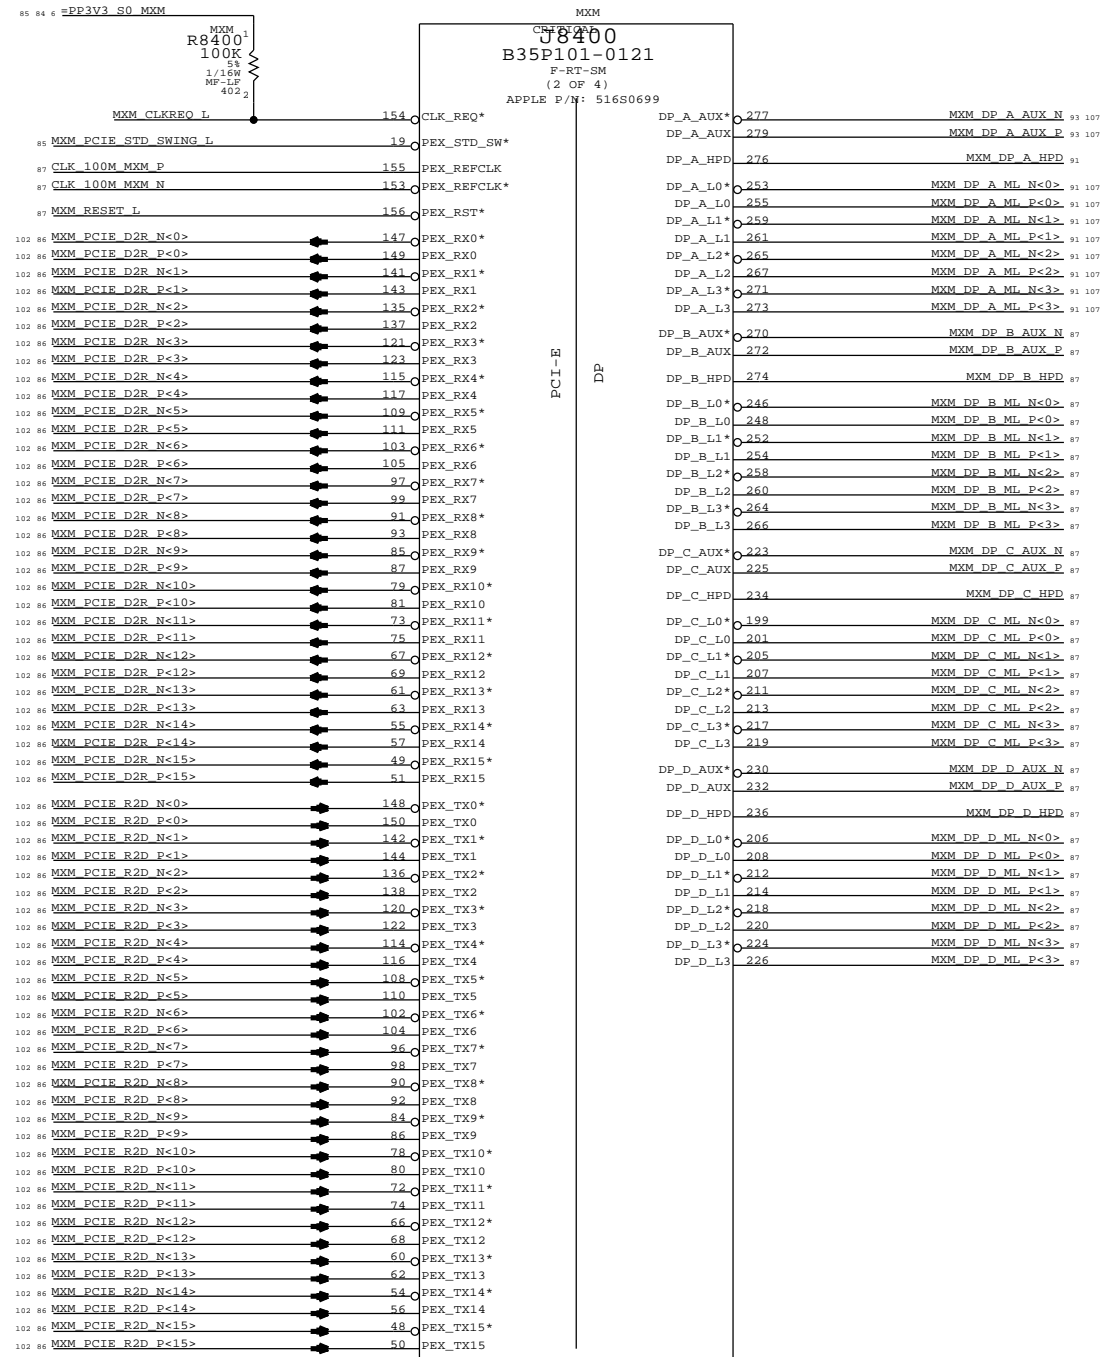 85 84 6 =PP3V3_S0_MXM
MXM
R8400 1
100K
5%
1/16W
MF-LF
402 2
MXM
CRITICAL
J8400
B35P101-0121
F-RT-SM
(2 OF 4)
APPLE P/N: 516S0699
PCI-E
DP
MXM_CLKREQ_L 154 CLK_REQ*
85 MXM_PCIE_STD_SWING_L 19 PEX_STD_SW*
87 CLK_100M_MXM_P 155 PEX_REFCLK
87 CLK_100M_MXM_N 153 PEX_REFCLK*
87 MXM_RESET_L 156 PEX_RST*
102 86 MXM_PCIE_D2R_N<0> 147 PEX_RX0*
102 86 MXM_PCIE_D2R_P<0> 149 PEX_RX0
102 86 MXM_PCIE_D2R_N<1> 141 PEX_RX1*
102 86 MXM_PCIE_D2R_P<1> 143 PEX_RX1
102 86 MXM_PCIE_D2R_N<2> 135 PEX_RX2*
102 86 MXM_PCIE_D2R_P<2> 137 PEX_RX2
102 86 MXM_PCIE_D2R_N<3> 121 PEX_RX3*
102 86 MXM_PCIE_D2R_P<3> 123 PEX_RX3
102 86 MXM_PCIE_D2R_N<4> 115 PEX_RX4*
102 86 MXM_PCIE_D2R_P<4> 117 PEX_RX4
102 86 MXM_PCIE_D2R_N<5> 109 PEX_RX5*
102 86 MXM_PCIE_D2R_P<5> 111 PEX_RX5
102 86 MXM_PCIE_D2R_N<6> 103 PEX_RX6*
102 86 MXM_PCIE_D2R_P<6> 105 PEX_RX6
102 86 MXM_PCIE_D2R_N<7> 97 PEX_RX7*
102 86 MXM_PCIE_D2R_P<7> 99 PEX_RX7
102 86 MXM_PCIE_D2R_N<8> 91 PEX_RX8*
102 86 MXM_PCIE_D2R_P<8> 93 PEX_RX8
102 86 MXM_PCIE_D2R_N<9> 85 PEX_RX9*
102 86 MXM_PCIE_D2R_P<9> 87 PEX_RX9
102 86 MXM_PCIE_D2R_N<10> 79 PEX_RX10*
102 86 MXM_PCIE_D2R_P<10> 81 PEX_RX10
102 86 MXM_PCIE_D2R_N<11> 73 PEX_RX11*
102 86 MXM_PCIE_D2R_P<11> 75 PEX_RX11
102 86 MXM_PCIE_D2R_N<12> 67 PEX_RX12*
102 86 MXM_PCIE_D2R_P<12> 69 PEX_RX12
102 86 MXM_PCIE_D2R_N<13> 61 PEX_RX13*
102 86 MXM_PCIE_D2R_P<13> 63 PEX_RX13
102 86 MXM_PCIE_D2R_N<14> 55 PEX_RX14*
102 86 MXM_PCIE_D2R_P<14> 57 PEX_RX14
102 86 MXM_PCIE_D2R_N<15> 49 PEX_RX15*
102 86 MXM_PCIE_D2R_P<15> 51 PEX_RX15
102 86 MXM_PCIE_R2D_N<0> 148 PEX_TX0*
102 86 MXM_PCIE_R2D_P<0> 150 PEX_TX0
102 86 MXM_PCIE_R2D_N<1> 142 PEX_TX1*
102 86 MXM_PCIE_R2D_P<1> 144 PEX_TX1
102 86 MXM_PCIE_R2D_N<2> 136 PEX_TX2*
102 86 MXM_PCIE_R2D_P<2> 138 PEX_TX2
102 86 MXM_PCIE_R2D_N<3> 120 PEX_TX3*
102 86 MXM_PCIE_R2D_P<3> 122 PEX_TX3
102 86 MXM_PCIE_R2D_N<4> 114 PEX_TX4*
102 86 MXM_PCIE_R2D_P<4> 116 PEX_TX4
102 86 MXM_PCIE_R2D_N<5> 108 PEX_TX5*
102 86 MXM_PCIE_R2D_P<5> 110 PEX_TX5
102 86 MXM_PCIE_R2D_N<6> 102 PEX_TX6*
102 86 MXM_PCIE_R2D_P<6> 104 PEX_TX6
102 86 MXM_PCIE_R2D_N<7> 96 PEX_TX7*
102 86 MXM_PCIE_R2D_P<7> 98 PEX_TX7
102 86 MXM_PCIE_R2D_N<8> 90 PEX_TX8*
102 86 MXM_PCIE_R2D_P<8> 92 PEX_TX8
102 86 MXM_PCIE_R2D_N<9> 84 PEX_TX9*
102 86 MXM_PCIE_R2D_P<9> 86 PEX_TX9
102 86 MXM_PCIE_R2D_N<10> 78 PEX_TX10*
102 86 MXM_PCIE_R2D_P<10> 80 PEX_TX10
102 86 MXM_PCIE_R2D_N<11> 72 PEX_TX11*
102 86 MXM_PCIE_R2D_P<11> 74 PEX_TX11
102 86 MXM_PCIE_R2D_N<12> 66 PEX_TX12*
102 86 MXM_PCIE_R2D_P<12> 68 PEX_TX12
102 86 MXM_PCIE_R2D_N<13> 60 PEX_TX13*
102 86 MXM_PCIE_R2D_P<13> 62 PEX_TX13
102 86 MXM_PCIE_R2D_N<14> 54 PEX_TX14*
102 86 MXM_PCIE_R2D_P<14> 56 PEX_TX14
102 86 MXM_PCIE_R2D_N<15> 48 PEX_TX15*
102 86 MXM_PCIE_R2D_P<15> 50 PEX_TX15
DP_A_AUX* 277 MXM_DP_A_AUX_N 93 107
DP_A_AUX 279 MXM_DP_A_AUX_P 93 107
DP_A_HPD 276 MXM_DP_A_HPD 91
DP_A_L0* 253 MXM_DP_A_ML_N<0> 91 107
DP_A_L0 255 MXM_DP_A_ML_P<0> 91 107
DP_A_L1* 259 MXM_DP_A_ML_N<1> 91 107
DP_A_L1 261 MXM_DP_A_ML_P<1> 91 107
DP_A_L2* 265 MXM_DP_A_ML_N<2> 91 107
DP_A_L2 267 MXM_DP_A_ML_P<2> 91 107
DP_A_L3* 271 MXM_DP_A_ML_N<3> 91 107
DP_A_L3 273 MXM_DP_A_ML_P<3> 91 107
DP_B_AUX* 270 MXM_DP_B_AUX_N 87
DP_B_AUX 272 MXM_DP_B_AUX_P 87
DP_B_HPD 274 MXM_DP_B_HPD 87
DP_B_L0* 246 MXM_DP_B_ML_N<0> 87
DP_B_L0 248 MXM_DP_B_ML_P<0> 87
DP_B_L1* 252 MXM_DP_B_ML_N<1> 87
DP_B_L1 254 MXM_DP_B_ML_P<1> 87
DP_B_L2* 258 MXM_DP_B_ML_N<2> 87
DP_B_L2 260 MXM_DP_B_ML_P<2> 87
DP_B_L3* 264 MXM_DP_B_ML_N<3> 87
DP_B_L3 266 MXM_DP_B_ML_P<3> 87
DP_C_AUX* 223 MXM_DP_C_AUX_N 87
DP_C_AUX 225 MXM_DP_C_AUX_P 87
DP_C_HPD 234 MXM_DP_C_HPD 87
DP_C_L0* 199 MXM_DP_C_ML_N<0> 87
DP_C_L0 201 MXM_DP_C_ML_P<0> 87
DP_C_L1* 205 MXM_DP_C_ML_N<1> 87
DP_C_L1 207 MXM_DP_C_ML_P<1> 87
DP_C_L2* 211 MXM_DP_C_ML_N<2> 87
DP_C_L2 213 MXM_DP_C_ML_P<2> 87
DP_C_L3* 217 MXM_DP_C_ML_N<3> 87
DP_C_L3 219 MXM_DP_C_ML_P<3> 87
DP_D_AUX* 230 MXM_DP_D_AUX_N 87
DP_D_AUX 232 MXM_DP_D_AUX_P 87
DP_D_HPD 236 MXM_DP_D_HPD 87
DP_D_L0* 206 MXM_DP_D_ML_N<0> 87
DP_D_L0 208 MXM_DP_D_ML_P<0> 87
DP_D_L1* 212 MXM_DP_D_ML_N<1> 87
DP_D_L1 214 MXM_DP_D_ML_P<1> 87
DP_D_L2* 218 MXM_DP_D_ML_N<2> 87
DP_D_L2 220 MXM_DP_D_ML_P<2> 87
DP_D_L3* 224 MXM_DP_D_ML_N<3> 87
DP_D_L3 226 MXM_DP_D_ML_P<3> 87